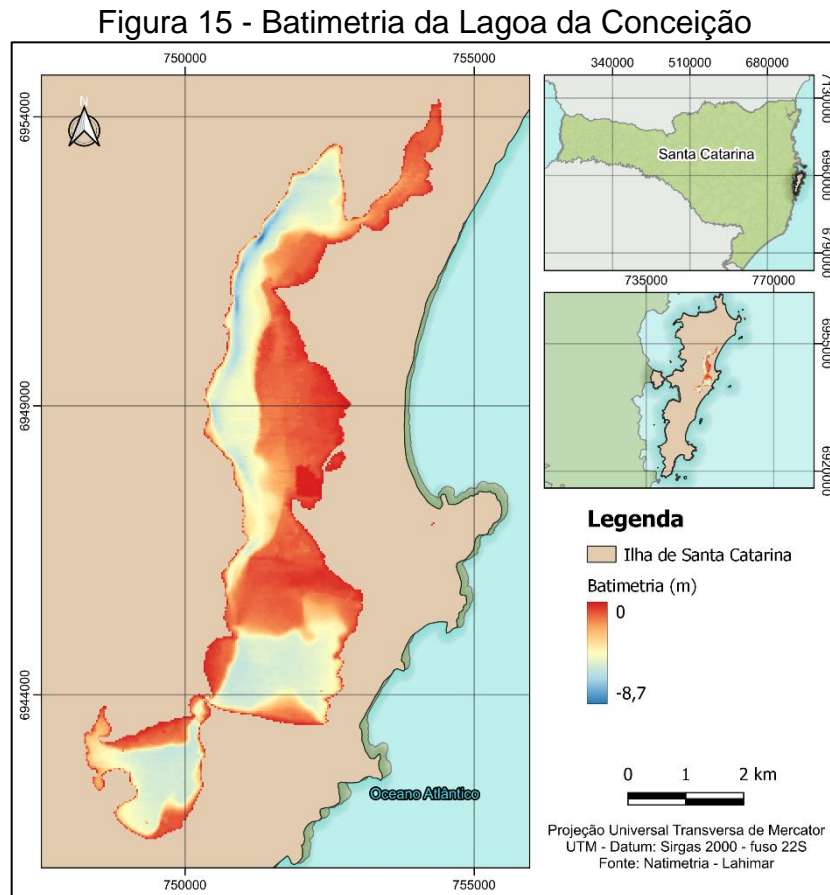 Figura 15 - Batimetria da Lagoa da Conceição
750000
755000
6954000
N
6949000
6944000
Oceano Atlântico
750000
755000
340000
510000
680000
7130000
6960000
6790000
Santa Catarina
735000
770000
6955000
6920000
Legenda
Ilha de Santa Catarina
Batimetria (m)
0
-8,7
0 1 2 km
Projeção Universal Transversa de Mercator
UTM - Datum: Sirgas 2000 - fuso 22S
Fonte: Natimetria - Lahimar